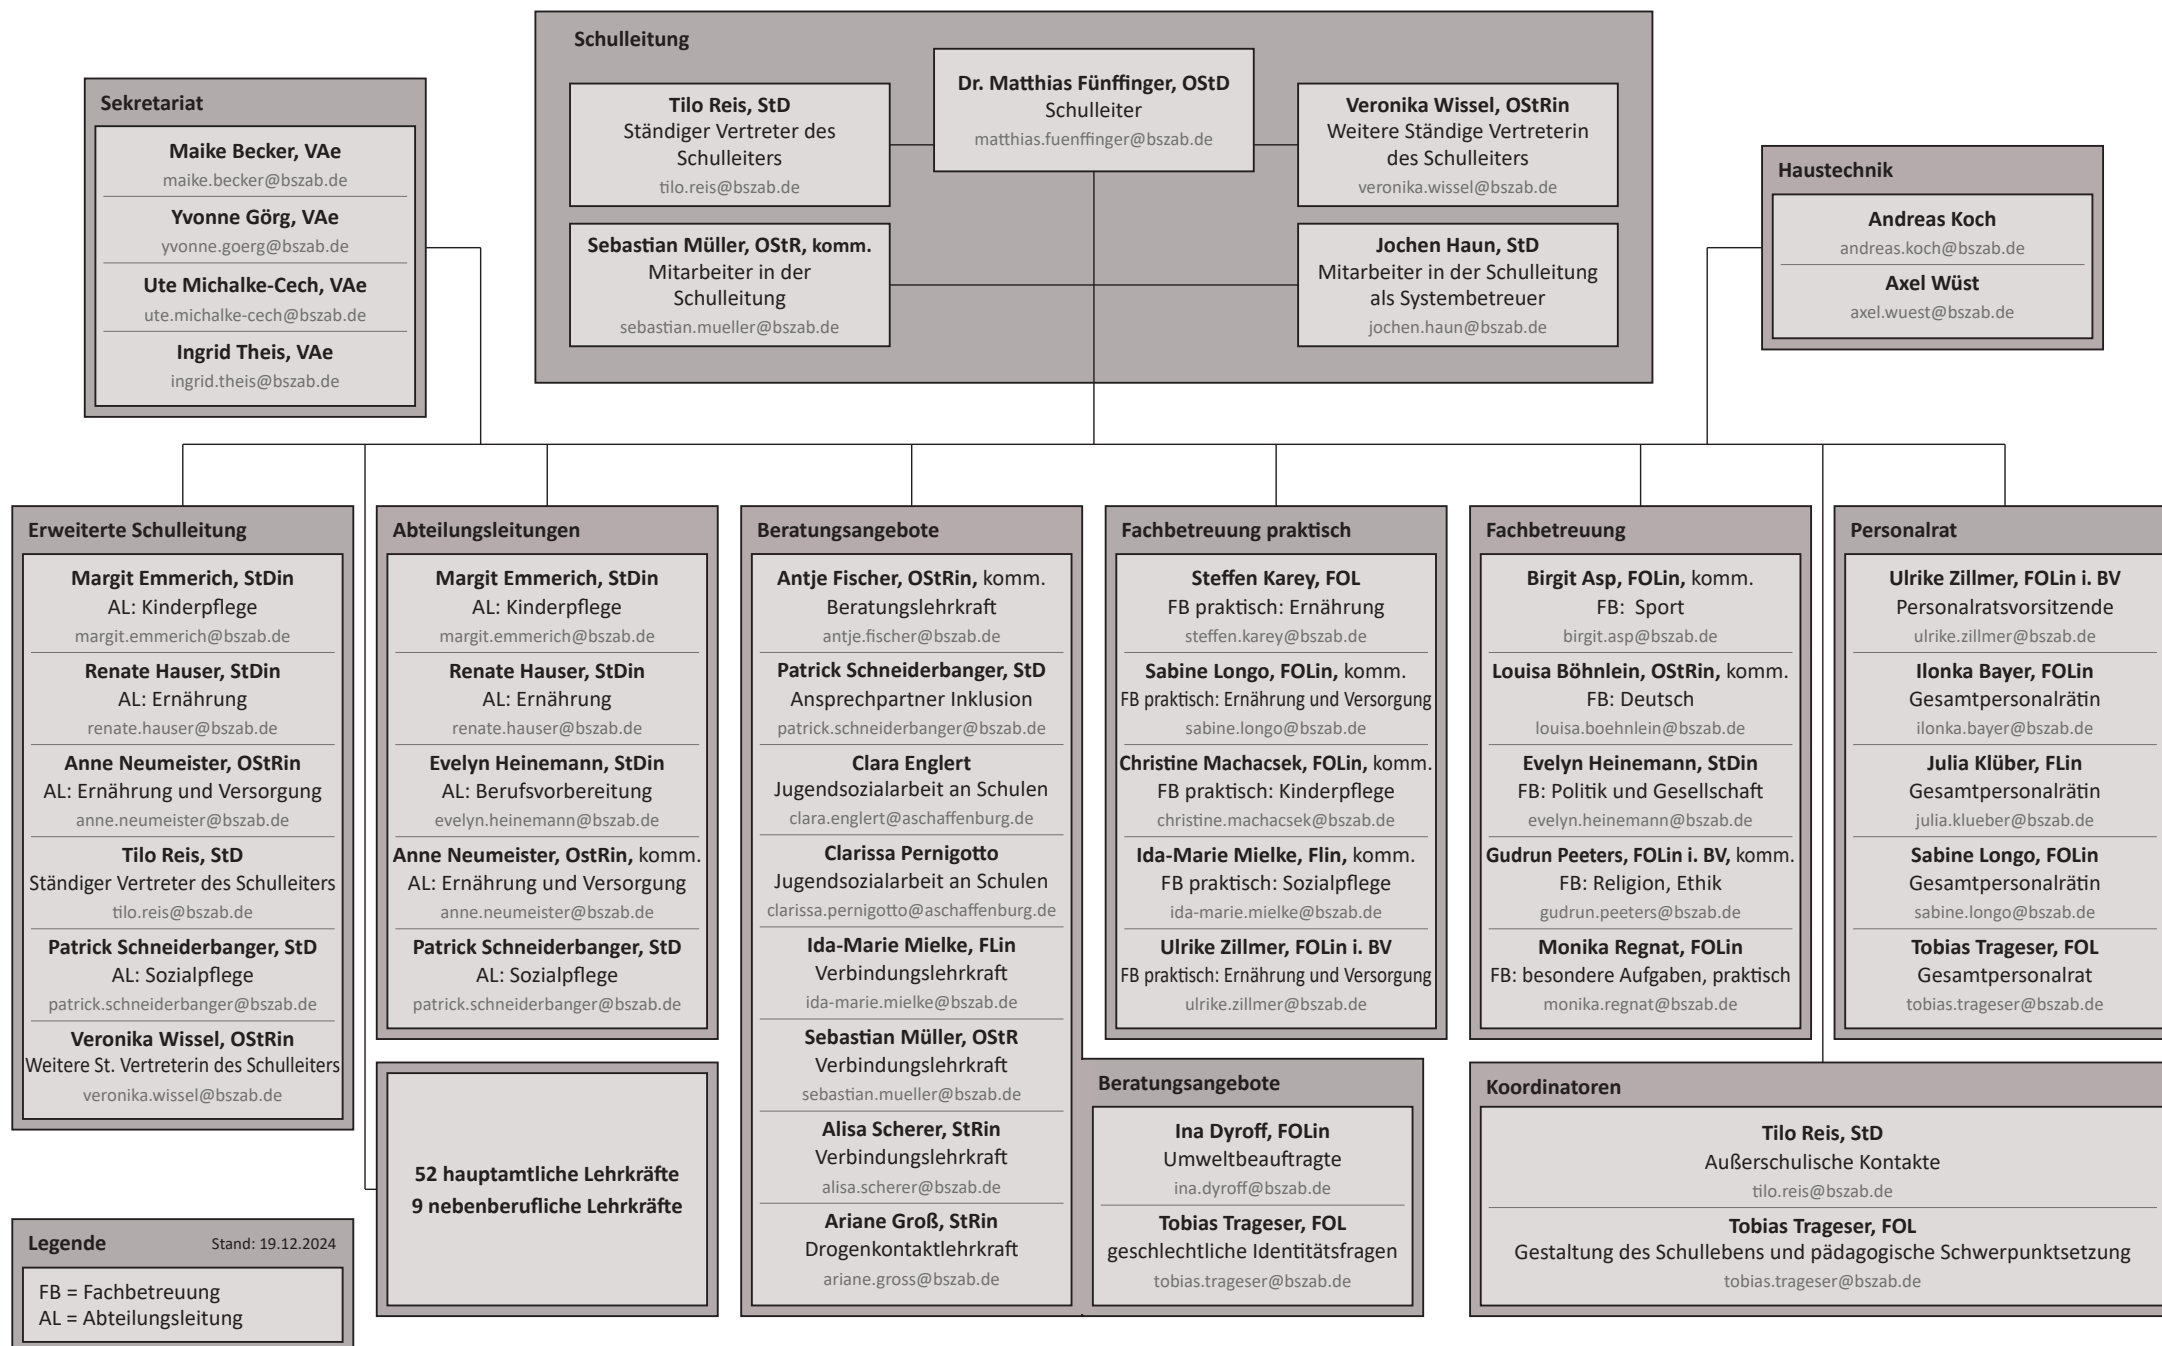 Schulleitung
Dr. Matthias Fünffinger, OStD
Schulleiter
matthias.fuenffinger@bszab.de
Tilo Reis, StD
Ständiger Vertreter des
Schulleiters
tilo.reis@bszab.de
Veronika Wissel, OStRin
Weitere Ständige Vertreterin
des Schulleiters
veronika.wissel@bszab.de
Sebastian Müller, OStR, komm.
Mitarbeiter in der
Schulleitung
sebastian.mueller@bszab.de
Jochen Haun, StD
Mitarbeiter in der Schulleitung
als Systembetreuer
jochen.haun@bszab.de
Sekretariat
Maike Becker, VAe
maike.becker@bszab.de
Yvonne Görg, VAe
yvonne.goerg@bszab.de
Ute Michalke-Cech, VAe
ute.michalke-cech@bszab.de
Ingrid Theis, VAe
ingrid.theis@bszab.de
Haustechnik
Andreas Koch
andreas.koch@bszab.de
Axel Wüst
axel.wuest@bszab.de
Erweiterte Schulleitung
Margit Emmerich, StDin
AL: Kinderpflege
margit.emmerich@bszab.de
Renate Hauser, StDin
AL: Ernährung
renate.hauser@bszab.de
Anne Neumeister, OStRin
AL: Ernährung und Versorgung
anne.neumeister@bszab.de
Tilo Reis, StD
Ständiger Vertreter des Schulleiters
tilo.reis@bszab.de
Patrick Schneiderbanger, StD
AL: Sozialpflege
patrick.schneiderbanger@bszab.de
Veronika Wissel, OStRin
Weitere St. Vertreterin des Schulleiters
veronika.wissel@bszab.de
Abteilungsleitungen
Margit Emmerich, StDin
AL: Kinderpflege
margit.emmerich@bszab.de
Renate Hauser, StDin
AL: Ernährung
renate.hauser@bszab.de
Evelyn Heinemann, StDin
AL: Berufsvorbereitung
evelyn.heinemann@bszab.de
Anne Neumeister, OstRin, komm.
AL: Ernährung und Versorgung
anne.neumeister@bszab.de
Patrick Schneiderbanger, StD
AL: Sozialpflege
patrick.schneiderbanger@bszab.de
52 hauptamtliche Lehrkräfte
9 nebenberufliche Lehrkräfte
Beratungsangebote
Antje Fischer, OStRin, komm.
Beratungslehrkraft
antje.fischer@bszab.de
Patrick Schneiderbanger, StD
Ansprechpartner Inklusion
patrick.schneiderbanger@bszab.de
Clara Englert
Jugendsozialarbeit an Schulen
clara.englert@aschaffenburg.de
Clarissa Pernigotto
Jugendsozialarbeit an Schulen
clarissa.pernigotto@aschaffenburg.de
Ida-Marie Mielke, FLin
Verbindungslehrkraft
ida-marie.mielke@bszab.de
Sebastian Müller, OStR
Verbindungslehrkraft
sebastian.mueller@bszab.de
Alisa Scherer, StRin
Verbindungslehrkraft
alisa.scherer@bszab.de
Ariane Groß, StRin
Drogenkontaktlehrkraft
ariane.gross@bszab.de
Beratungsangebote
Ina Dyroff, FOLin
Umweltbeauftragte
ina.dyroff@bszab.de
Tobias Trageser, FOL
geschlechtliche Identitätsfragen
tobias.trageser@bszab.de
Fachbetreuung praktisch
Steffen Karey, FOL
FB praktisch: Ernährung
steffen.karey@bszab.de
Sabine Longo, FOLin, komm.
FB praktisch: Ernährung und Versorgung
sabine.longo@bszab.de
Christine Machacsek, FOLin, komm.
FB praktisch: Kinderpflege
christine.machacsek@bszab.de
Ida-Marie Mielke, Flin, komm.
FB praktisch: Sozialpflege
ida-marie.mielke@bszab.de
Ulrike Zillmer, FOLin i. BV
FB praktisch: Ernährung und Versorgung
ulrike.zillmer@bszab.de
Fachbetreuung
Birgit Asp, FOLin, komm.
FB: Sport
birgit.asp@bszab.de
Louisa Böhnlein, OStRin, komm.
FB: Deutsch
louisa.boehnlein@bszab.de
Evelyn Heinemann, StDin
FB: Politik und Gesellschaft
evelyn.heinemann@bszab.de
Gudrun Peeters, FOLin i. BV, komm.
FB: Religion, Ethik
gudrun.peeters@bszab.de
Monika Regnat, FOLin
FB: besondere Aufgaben, praktisch
monika.regnat@bszab.de
Personalrat
Ulrike Zillmer, FOLin i. BV
Personalratsvorsitzende
ulrike.zillmer@bszab.de
Ilonka Bayer, FOLin
Gesamtpersonalrätin
ilonka.bayer@bszab.de
Julia Klüber, FLin
Gesamtpersonalrätin
julia.klueber@bszab.de
Sabine Longo, FOLin
Gesamtpersonalrätin
sabine.longo@bszab.de
Tobias Trageser, FOL
Gesamtpersonalrat
tobias.trageser@bszab.de
Koordinatoren
Tilo Reis, StD
Außerschulische Kontakte
tilo.reis@bszab.de
Tobias Trageser, FOL
Gestaltung des Schullebens und pädagogische Schwerpunktsetzung
tobias.trageser@bszab.de
Legende Stand: 19.12.2024
FB = Fachbetreuung
AL = Abteilungsleitung